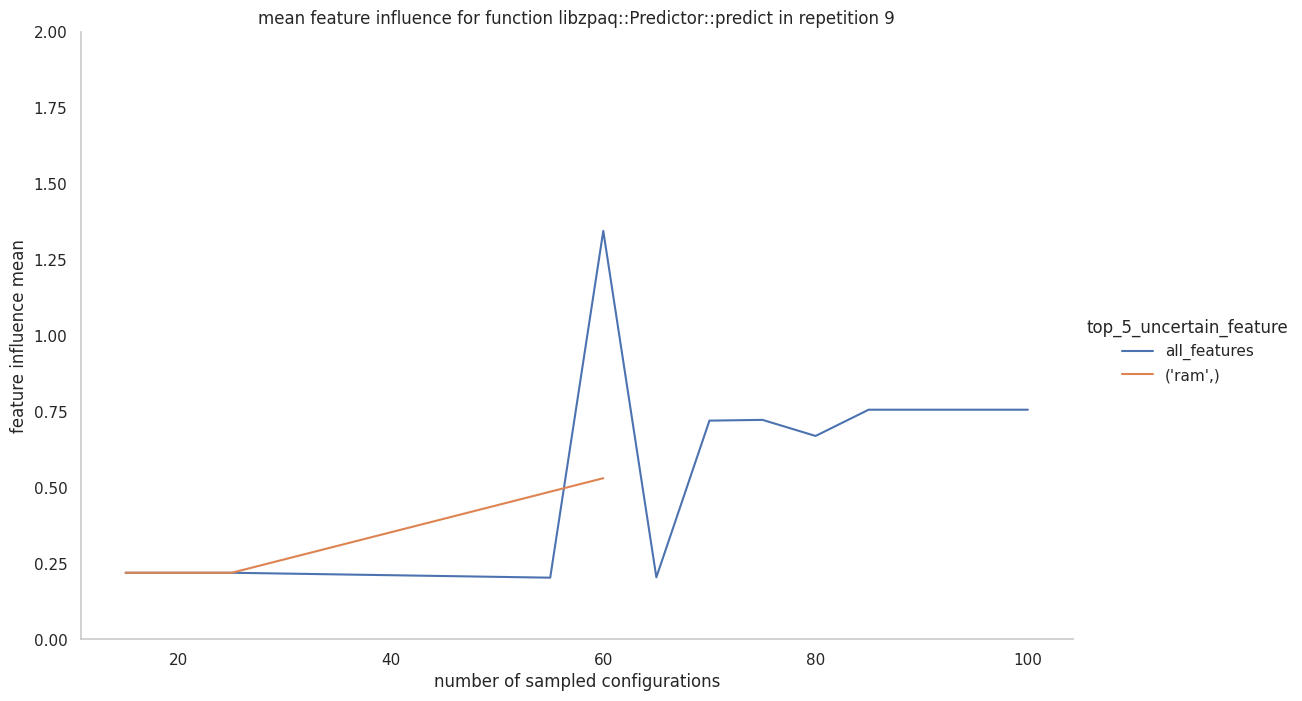 mean feature influence for function libzpaq::Predictor::predict in repetition 9
2.00
1.75
1.50
1.25
1.00
0.75
0.50
0.25
0.00
feature influence mean
20
40
60
80
100
number of sampled configurations
top_5_uncertain_feature
all_features
('ram',)